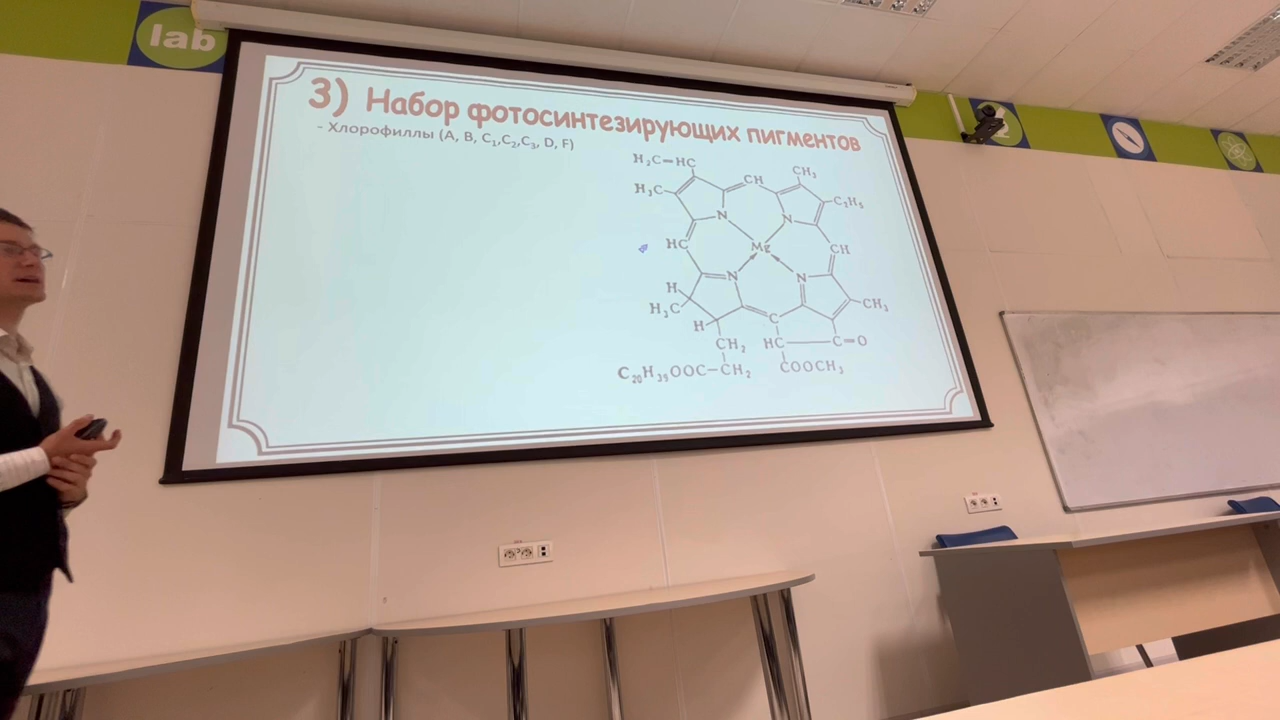 lab
3) Набор фотосинтезирующих пигментов
- Хлорофиллы (A, B, C₁,C₂,C₃, D, F)
H₂C=HC
CH
CH₃
H₃C
C₂H₅
N
N
HC
Mg
CH
N
N
H
H₃C
CH₃
H
C
CH₂
HC
C=O
C₂₀H₃₉OOC-CH₂
COOCH₃